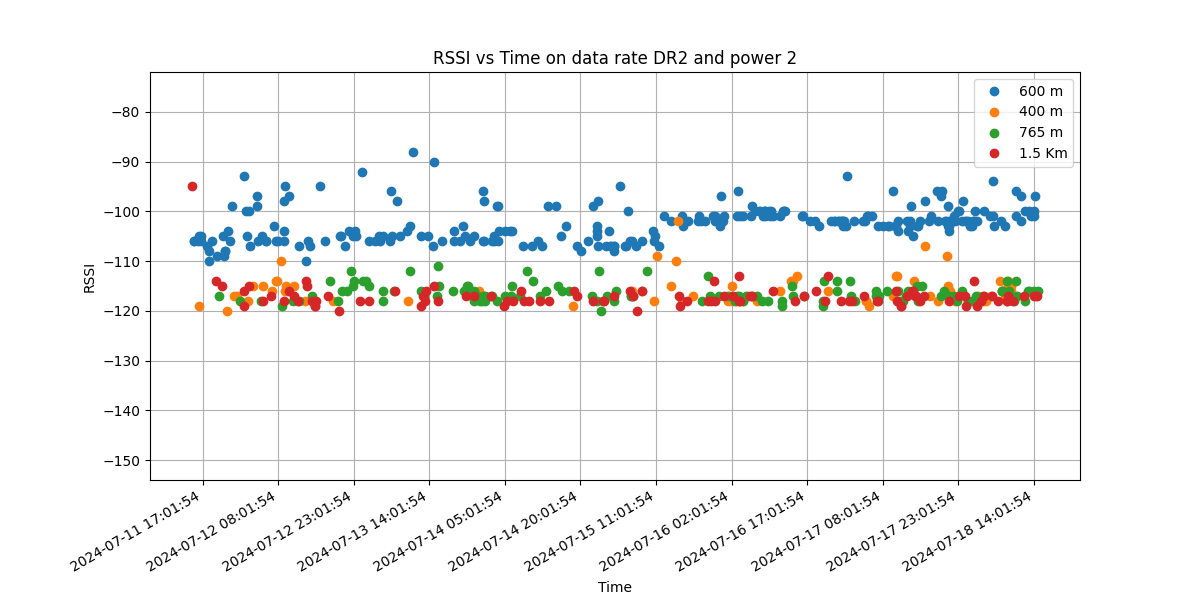 RSSI vs Time on data rate DR2 and power 2
600 m
400 m
765 m
1.5 Km
RSSI
−80
−90
−100
−110
−120
−130
−140
−150
2024-07-11 17:01:54
2024-07-12 08:01:54
2024-07-12 23:01:54
2024-07-13 14:01:54
2024-07-14 05:01:54
2024-07-14 20:01:54
2024-07-15 11:01:54
2024-07-16 02:01:54
2024-07-16 17:01:54
2024-07-17 08:01:54
2024-07-17 23:01:54
2024-07-18 14:01:54
Time